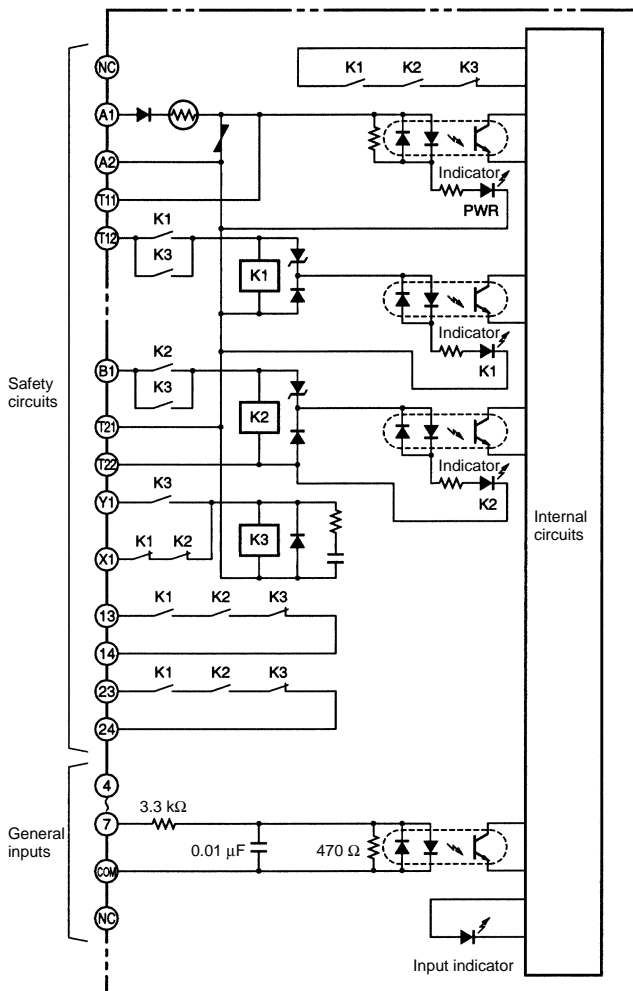 NC
K1 K2 K3
A1
A2
Indicator
PWR
T11
T12
K1
K3
K1
Indicator
K1
B1
K2
K3
K2
Safety
circuits
T21
T22
Indicator
K2
Y1
K3
K3
Internal
circuits
X1
K1 K2
13
K1 K2 K3
14
23
K1 K2 K3
24
4
General
inputs
7
3.3 kΩ
0.01 µF
470 Ω
COM
NC
Input indicator